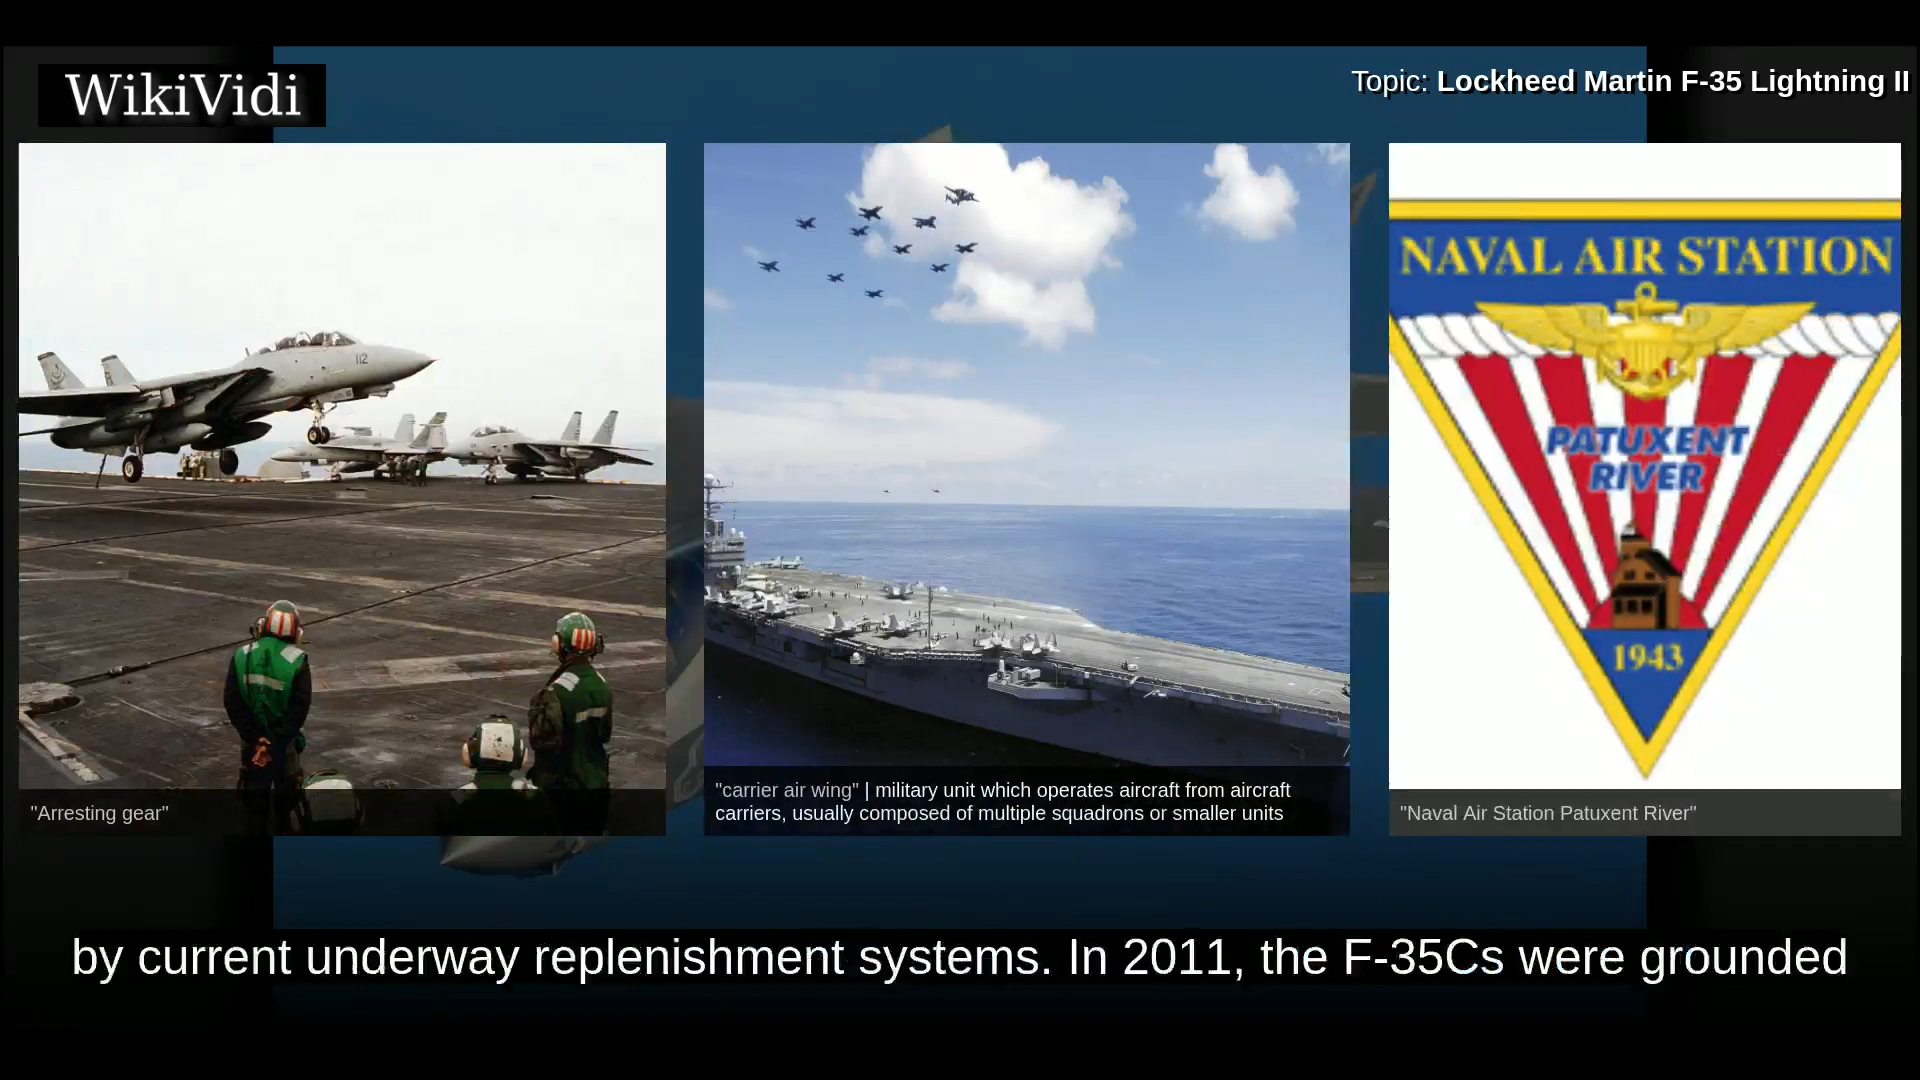 WikiVidi
Topic: Lockheed Martin F-35 Lightning II
112
"Arresting gear"
"carrier air wing" | military unit which operates aircraft from aircraft
carriers, usually composed of multiple squadrons or smaller units
NAVAL AIR STATION
PATUXENT
RIVER
1943
"Naval Air Station Patuxent River"
by current underway replenishment systems. In 2011, the F-35Cs were grounded